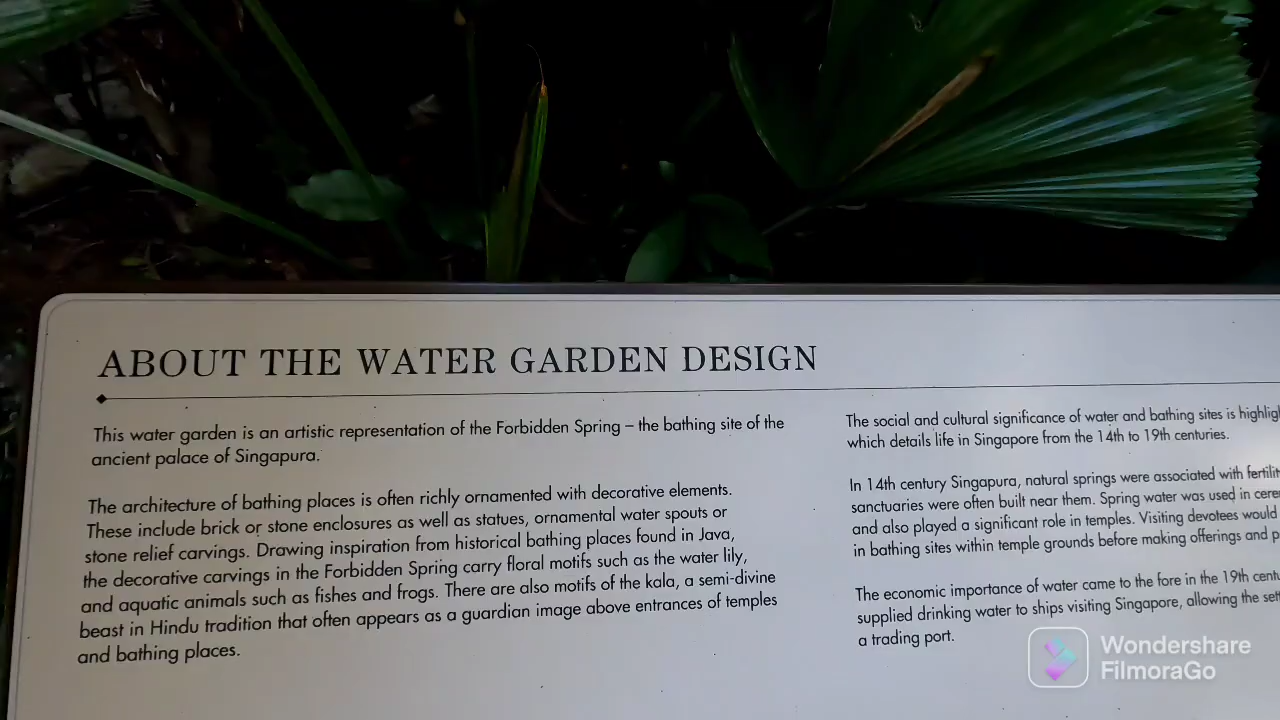 ABOUT THE WATER GARDEN DESIGN
This water garden is an artistic representation of the Forbidden Spring – the bathing site of the
ancient palace of Singapura.
The architecture of bathing places is often richly ornamented with decorative elements.
These include brick or stone enclosures as well as statues, ornamental water spouts or
stone relief carvings. Drawing inspiration from historical bathing places found in Java,
the decorative carvings in the Forbidden Spring carry floral motifs such as the water lily,
and aquatic animals such as fishes and frogs. There are also motifs of the kala, a semi-divine
beast in Hindu tradition that often appears as a guardian image above entrances of temples
and bathing places.
The social and cultural significance of water and bathing sites is
which details life in Singapore from the 14th to 19th centuries.
In 14th century Singapura, natural springs were associated with
sanctuaries were often built near them. Spring water was used in
and also played a significant role in temples. Visiting devotees would
in bathing sites within temple grounds before making offerings and
The economic importance of water came to the fore in the 19th
supplied drinking water to ships visiting Singapore, allowing the
a trading port.
Wondershare
FilmoraGo